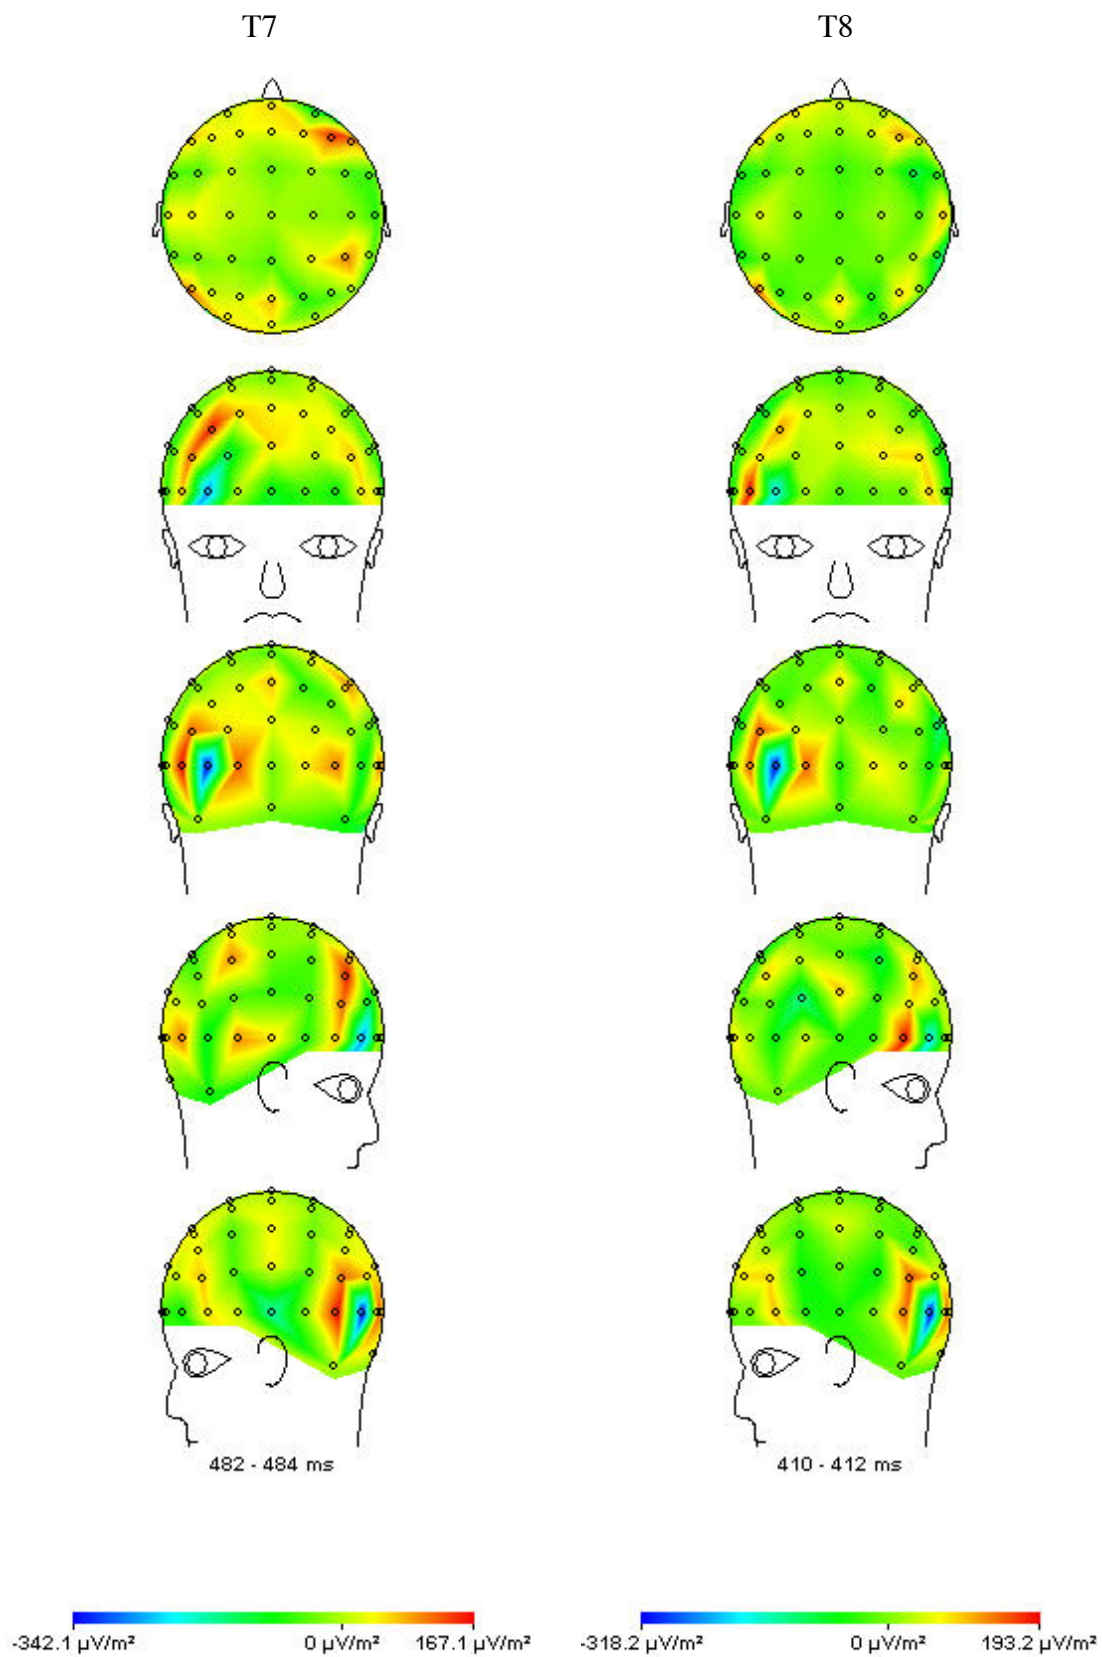 T7 T8
482 - 484 ms 410 - 412 ms
-342.1 µV/m² 0 µV/m² 167.1 µV/m² -318.2 µV/m² 0 µV/m² 193.2 µV/m²